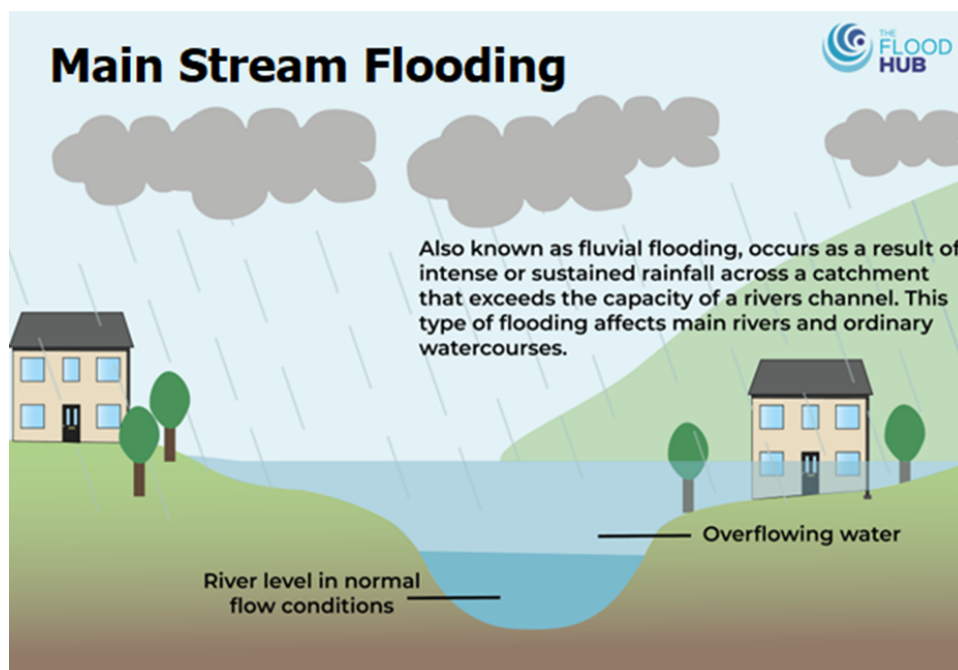 Main Stream Flooding
THE
FLOOD
HUB
Also known as fluvial flooding, occurs as a result of
intense or sustained rainfall across a catchment
that exceeds the capacity of a rivers channel. This
type of flooding affects main rivers and ordinary
watercourses.
Overflowing water
River level in normal
flow conditions